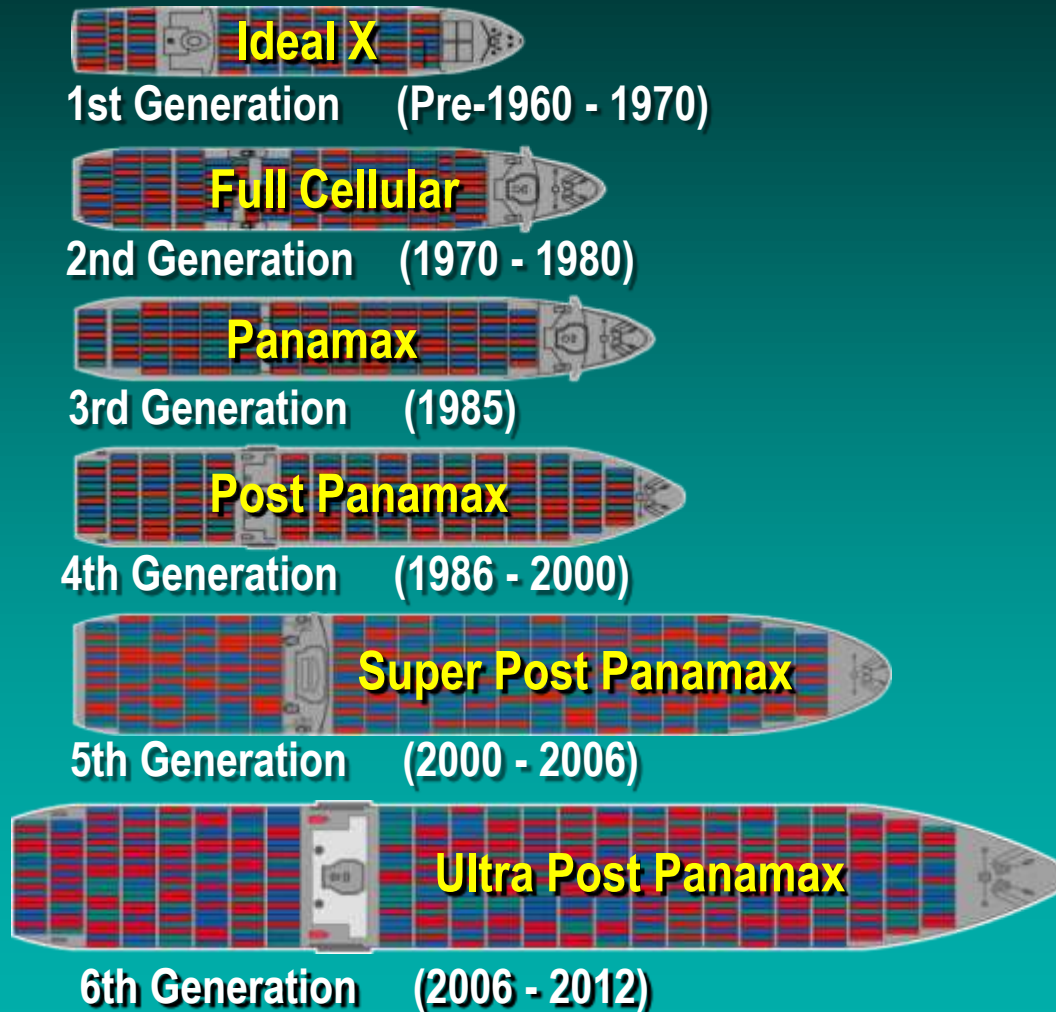 Ideal X
1st Generation (Pre-1960 - 1970)
Full Cellular
2nd Generation (1970 - 1980)
Panamax
3rd Generation (1985)
Post Panamax
4th Generation (1986 - 2000)
Super Post Panamax
5th Generation (2000 - 2006)
Ultra Post Panamax
6th Generation (2006 - 2012)